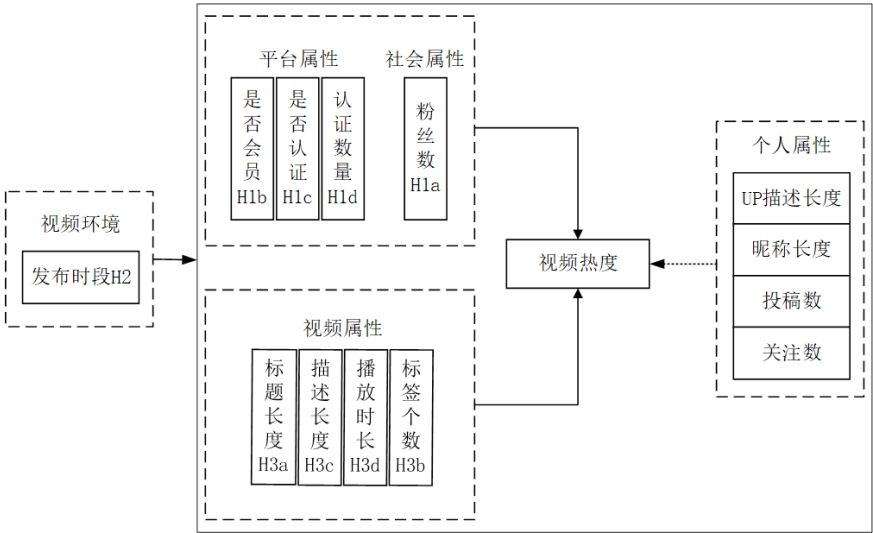 视频环境
发布时段H2
平台属性
社会属性
是否会员H1b
是否认证H1c
认证数量H1d
粉丝数H1a
视频属性
标题长度H3a
描述长度H3c
播放时长H3d
标签个数H3b
视频热度
个人属性
UP描述长度
昵称长度
投稿数
关注数